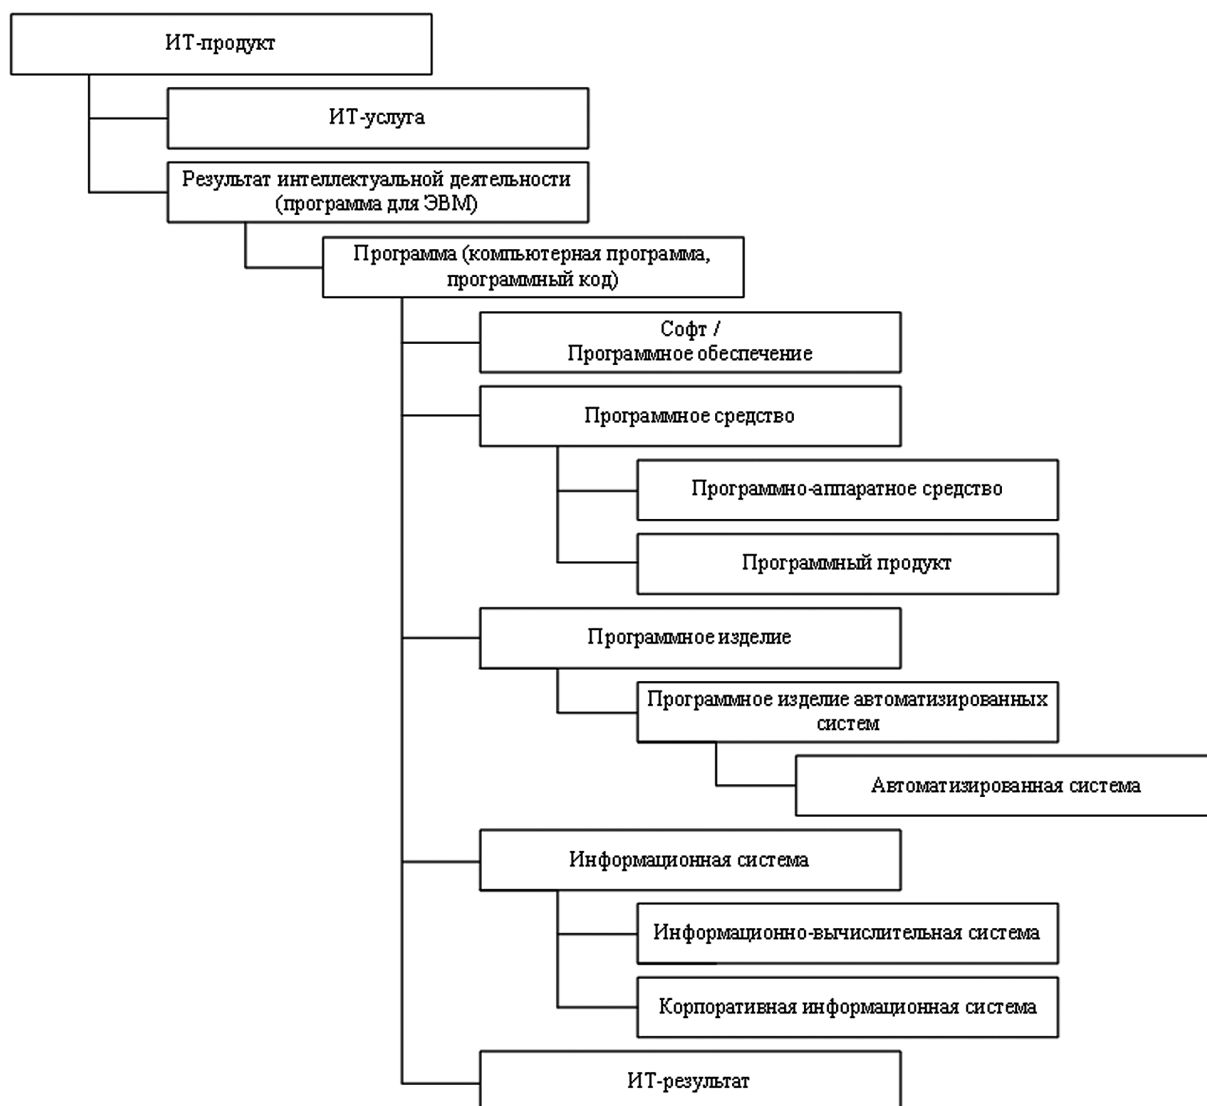 ИТ-продукт
ИТ-услуга
Результат интеллектуальной деятельности
(программа для ЭВМ)
Программа (компьютерная программа,
программный код)
Софт /
Программное обеспечение
Программное средство
Программно-аппаратное средство
Программный продукт
Программное изделие
Программное изделие автоматизированных
систем
Автоматизированная система
Информационная система
Информационно-вычислительная система
Корпоративная информационная система
ИТ-результат